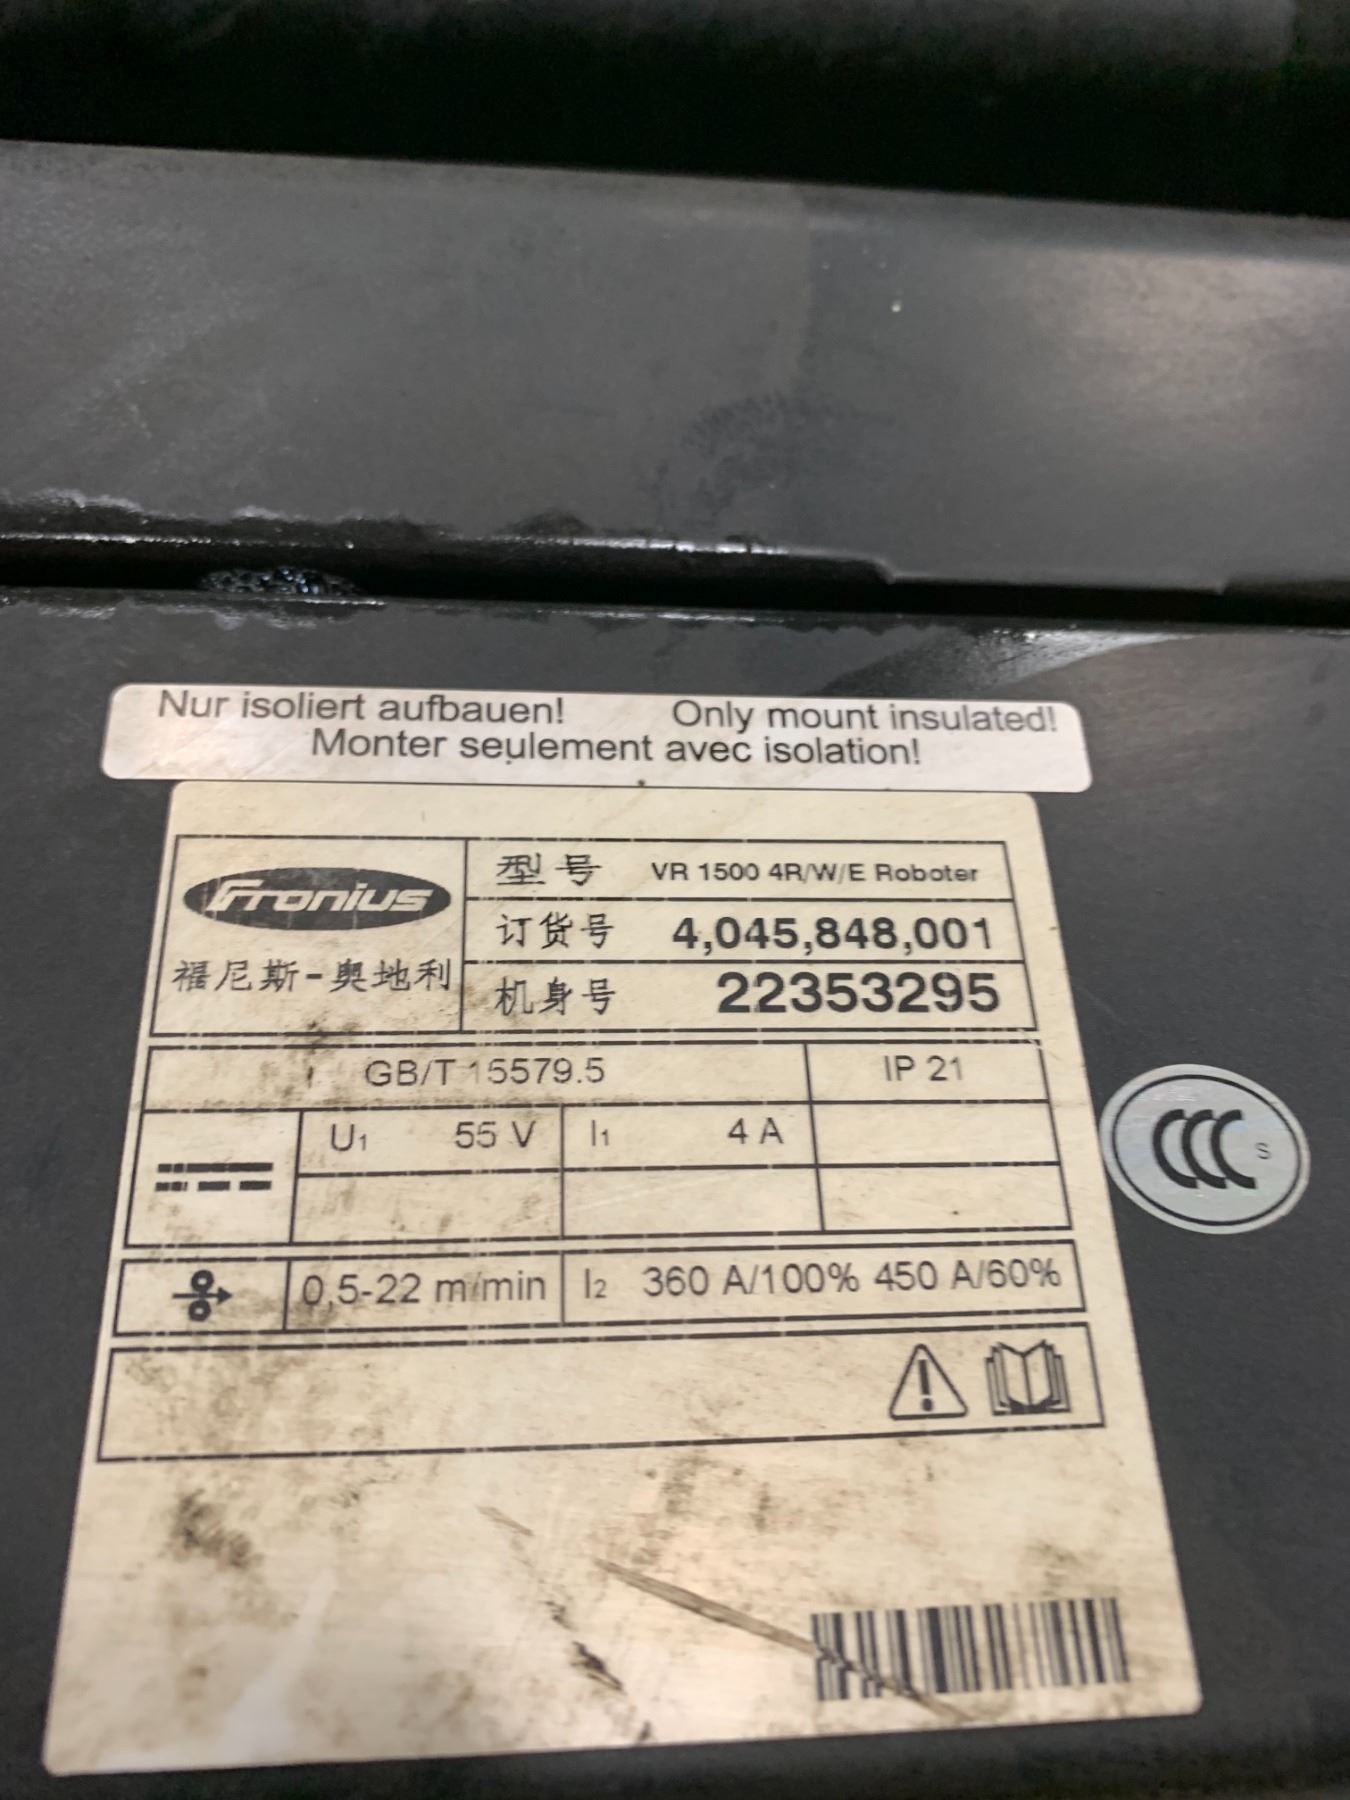 Nur isoliert aufbauen! Only mount insulated!
Monter seulement avec isolation!
Fronius
福尼斯-奥地利
型号 VR 1500 4R/W/E Roboter
订货号 4,045,848,001
机身号 22353295
GB/T 15579.5 IP 21
U1 55 V I1 4 A
0,5-22 m/min I2 360 A/100% 450 A/60%
CCC S